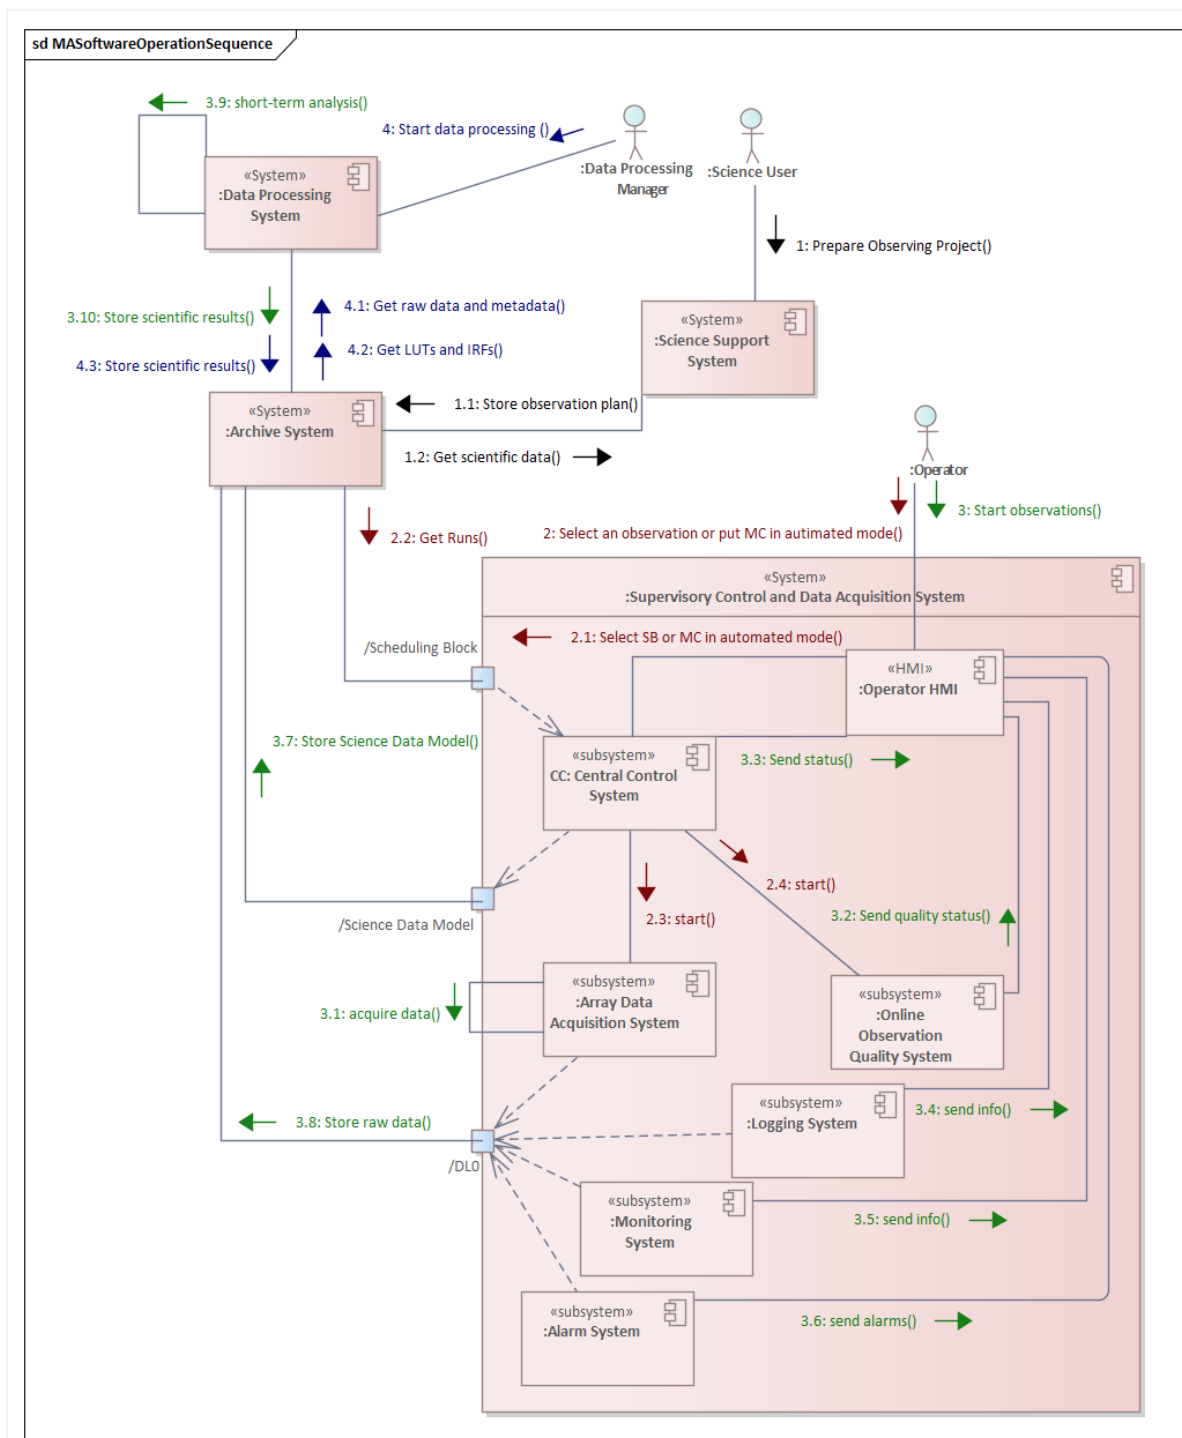 sd MASoftwareOperationSequence
3.9: short-term analysis()
4: Start data processing ()
:Data Processing
Manager
:Science User
«System»
:Data Processing
System
1: Prepare Observing Project()
3.10: Store scientific results()
4.1: Get raw data and metadata()
4.2: Get LUTs and IRFs()
4.3: Store scientific results()
«System»
:Science Support
System
«System»
:Archive System
1.1: Store observation plan()
1.2: Get scientific data()
:Operator
3: Start observations()
2.2: Get Runs()
2: Select an observation or put MC in autimated mode()
«System»
:Supervisory Control and Data Acquisition System
2.1: Select SB or MC in automated mode()
/Scheduling Block
«HMI»
:Operator HMI
3.7: Store Science Data Model()
«subsystem»
CC: Central Control
System
3.3: Send status()
2.4: start()
2.3: start()
3.2: Send quality status()
/Science Data Model
«subsystem»
:Array Data
Acquisition System
3.1: acquire data()
«subsystem»
:Online
Observation
Quality System
«subsystem»
:Logging System
3.4: send info()
3.8: Store raw data()
/DL0
«subsystem»
:Monitoring
System
3.5: send info()
«subsystem»
:Alarm System
3.6: send alarms()